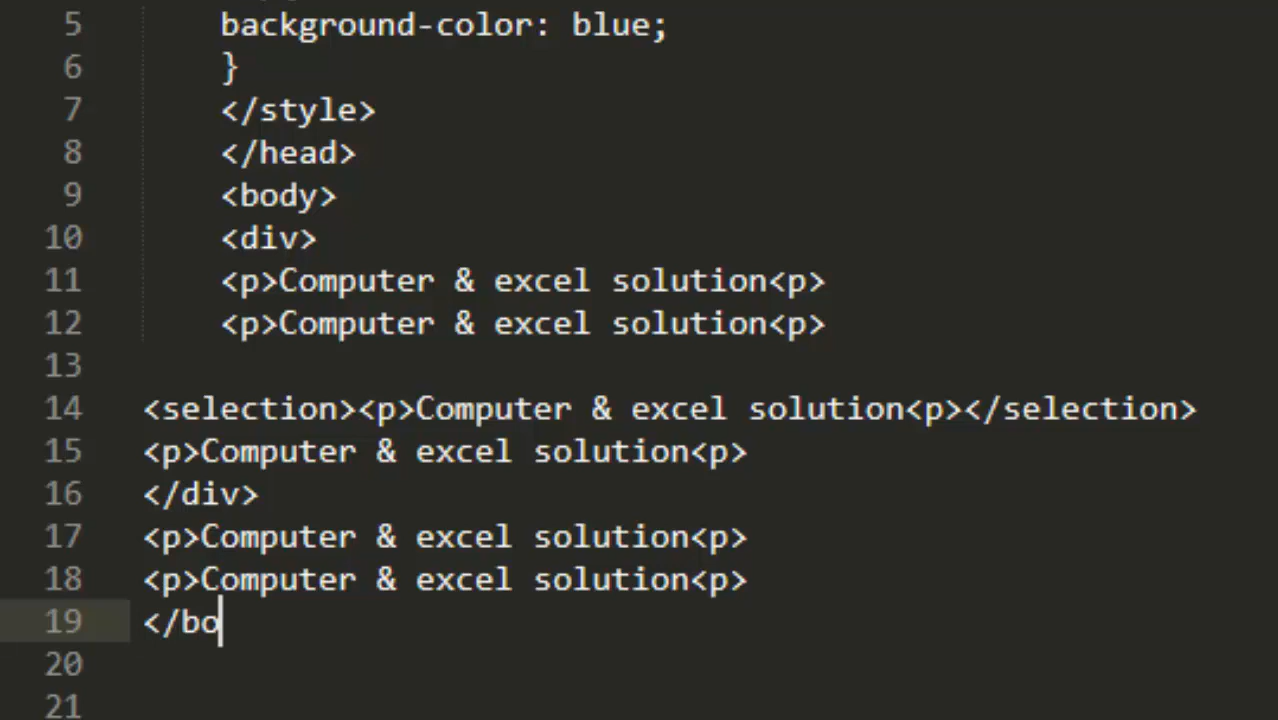 5 background-color: blue;
6 }
7 </style>
8 </head>
9 <body>
10 <div>
11 <p>Computer & excel solution<p>
12 <p>Computer & excel solution<p>
13
14 <selection><p>Computer & excel solution<p></selection>
15 <p>Computer & excel solution<p>
16 </div>
17 <p>Computer & excel solution<p>
18 <p>Computer & excel solution<p>
19 </bo
20
21